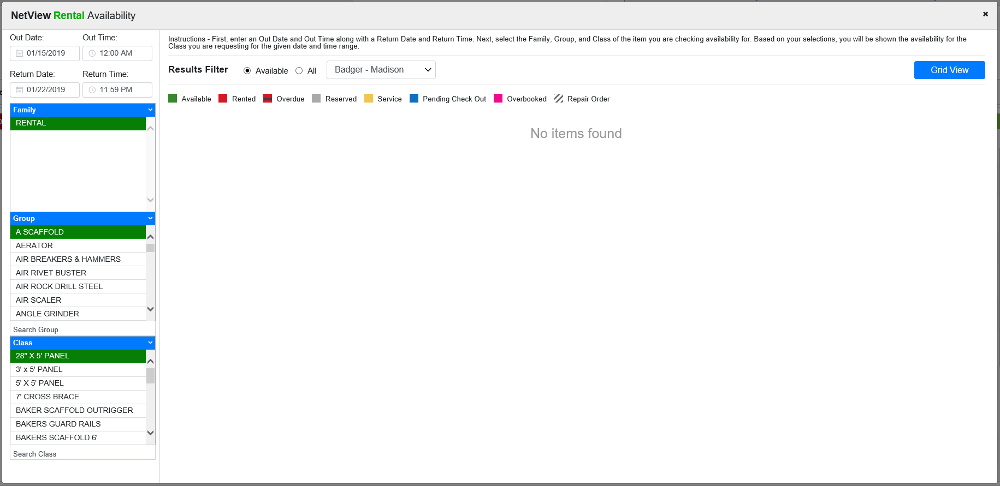 NetView Rental Availability
Out Date: Out Time:
01/15/2019 12:00 AM
Return Date: Return Time:
01/22/2019 11:59 PM
Family
RENTAL
Group
A SCAFFOLD
AERATOR
AIR BREAKERS & HAMMERS
AIR RIVET BUSTER
AIR ROCK DRILL STEEL
AIR SCALER
ANGLE GRINDER
Search Group
Class
28" X 5' PANEL
3' x 5' PANEL
5' X 5' PANEL
7' CROSS BRACE
BAKER SCAFFOLD OUTRIGGER
BAKERS GUARD RAILS
BAKERS SCAFFOLD 6'
Search Class
Instructions - First, enter an Out Date and Out Time along with a Return Date and Return Time. Next, select the Family, Group, and Class of the item you are checking availability for. Based on your selections, you will be shown the availability for the
Class you are requesting for the given date and time range.
Results Filter Available All Badger - Madison Grid View
Available Rented Overdue Reserved Service Pending Check Out Overbooked Repair Order
No items found